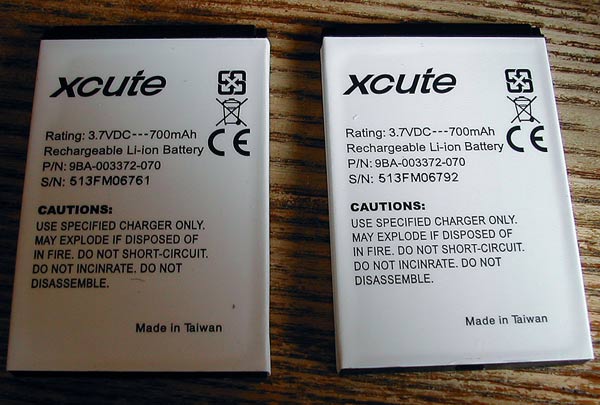 xcute
Rating: 3.7VDC---700mAh
Rechargeable Li-ion Battery
P/N: 9BA-003372-070
S/N: 513FM06761
CE
CAUTIONS:
USE SPECIFIED CHARGER ONLY.
MAY EXPLODE IF DISPOSED OF
IN FIRE. DO NOT SHORT-CIRCUIT.
DO NOT INCINRATE. DO NOT
DISASSEMBLE.
Made in Taiwan
xcute
Rating: 3.7VDC---700mAh
Rechargeable Li-ion Battery
P/N: 9BA-003372-070
S/N: 513FM06792
CE
CAUTIONS:
USE SPECIFIED CHARGER ONLY.
MAY EXPLODE IF DISPOSED OF
IN FIRE. DO NOT SHORT-CIRCUIT.
DO NOT INCINRATE. DO NOT
DISASSEMBLE.
Made in Taiwan